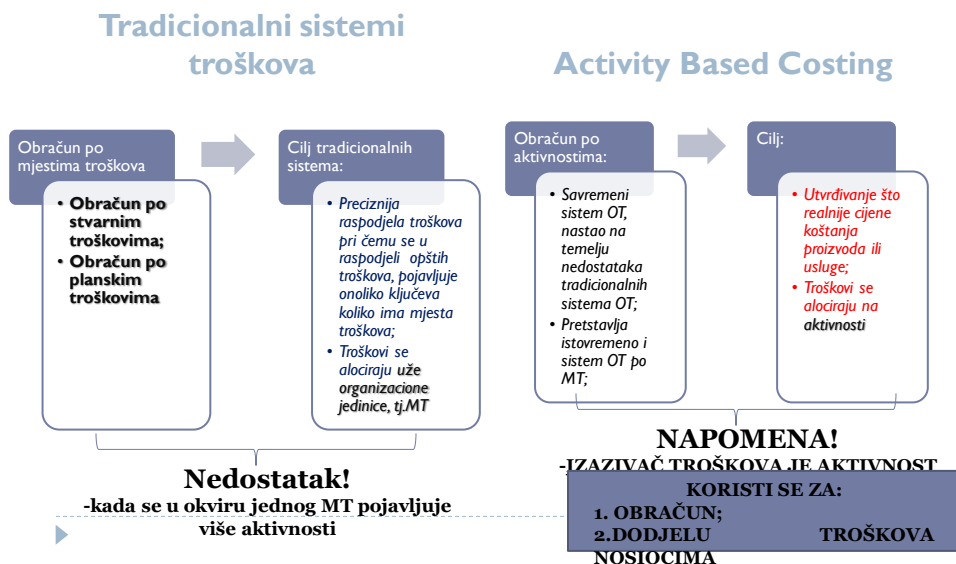 Tradicionalni sistemi
troškova
Obračun po
mjestima troškova
• Obračun po
stvarnim
troškovima;
• Obračun po
planskim
troškovima
Cilj tradicionalnih
sistema:
• Preciznija
raspodjela troškova
pri čemu se u
raspodjeli opštih
troškova, pojavljuje
onoliko ključeva
koliko ima mjesta
troškova;
• Troškovi se
alociraju uže
organizacione
jedinice, tj.MT
Nedostatak!
-kada se u okviru jednog MT pojavljuje
više aktivnosti
Activity Based Costing
Obračun po
aktivnostima:
• Savremeni
sistem OT,
nastao na
temelju
nedostataka
tradicionalnih
sistema OT;
• Pretstavlja
istovremeno i
sistem OT po
MT;
Cilj:
• Utvrđivanje što
realnije cijene
koštanja
proizvoda ili
usluge;
• Troškovi se
alociraju na
aktivnosti
NAPOMENA!
-IZAZIVAČ TROŠKOVA JE AKTIVNOST
KORISTI SE ZA:
1. OBRAČUN;
2.DODJELU TROŠKOVA
NOSIOCIMA